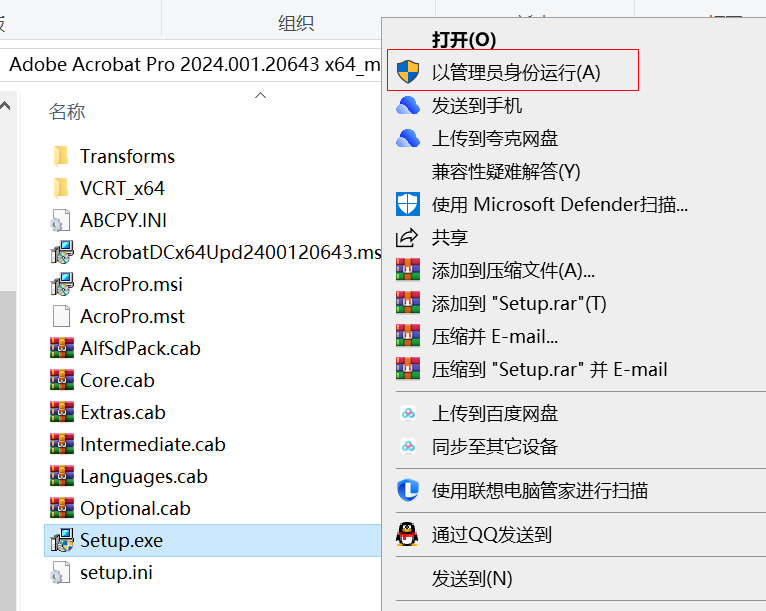 组织
Adobe Acrobat Pro 2024.001.20643 x64_m
名称
Transforms
VCRT_x64
ABCPY.INI
AcrobatDCx64Upd2400120643.ms
AcroPro.msi
AcroPro.mst
AlfSdPack.cab
Core.cab
Extras.cab
Intermediate.cab
Languages.cab
Optional.cab
Setup.exe
setup.ini
打开(O)
以管理员身份运行(A)
发送到手机
上传到夸克网盘
兼容性疑难解答(Y)
使用 Microsoft Defender扫描...
共享
添加到压缩文件(A)...
添加到 "Setup.rar"(T)
压缩并 E-mail...
压缩到 "Setup.rar" 并 E-mail
上传到百度网盘
同步至其它设备
使用联想电脑管家进行扫描
通过QQ发送到
发送到(N)